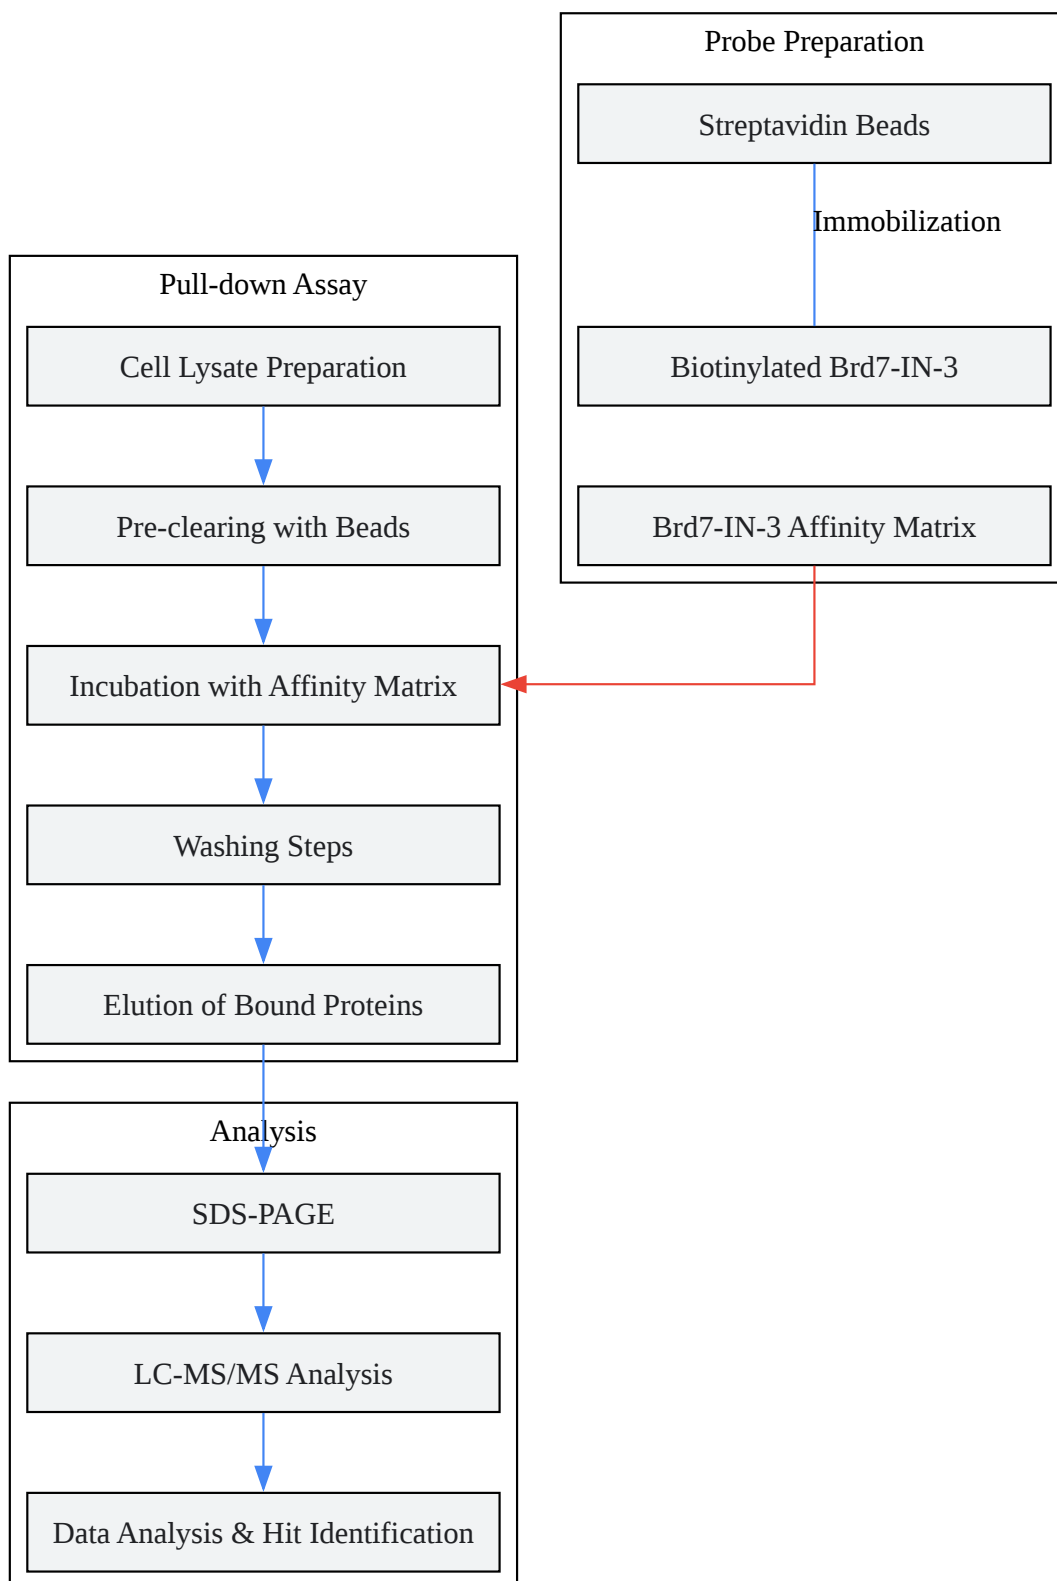 Probe Preparation
Streptavidin Beads
Immobilization
Biotinylated Brd7-IN-3
Brd7-IN-3 Affinity Matrix
Pull-down Assay
Cell Lysate Preparation
Pre-clearing with Beads
Incubation with Affinity Matrix
Washing Steps
Elution of Bound Proteins
Analysis
SDS-PAGE
LC-MS/MS Analysis
Data Analysis & Hit Identification